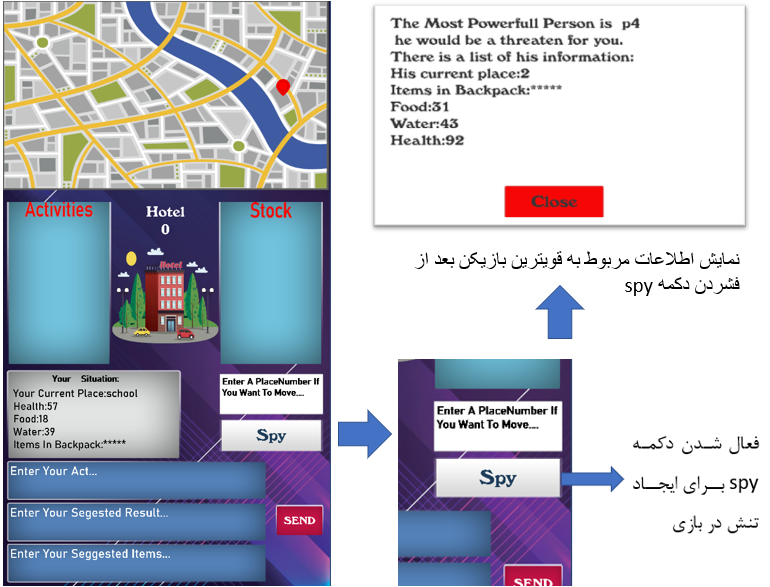 Activities
Hotel
0
Stock
Hotel
Your Situation:
Your Current Place:school
Health:57
Food:18
Water:39
Items In Backpack:*****
Enter A PlaceNumber If
You Want To Move....
Spy
Enter Your Act...
Enter Your Segested Result...
SEND
Enter Your Seggested Items...
The Most Powerfull Person is p4
he would be a threaten for you.
There is a list of his information:
His current place:2
Items in Backpack:*****
Food:31
Water:43
Health:92
Close
نمایش اطلاعات مربوط به قویترین بازیکن بعد از
فشردن دکمه spy
Enter A PlaceNumber If
You Want To Move....
Spy
SEND
فعال شدن دکمه
spy برای ایجاد
تنش در بازی